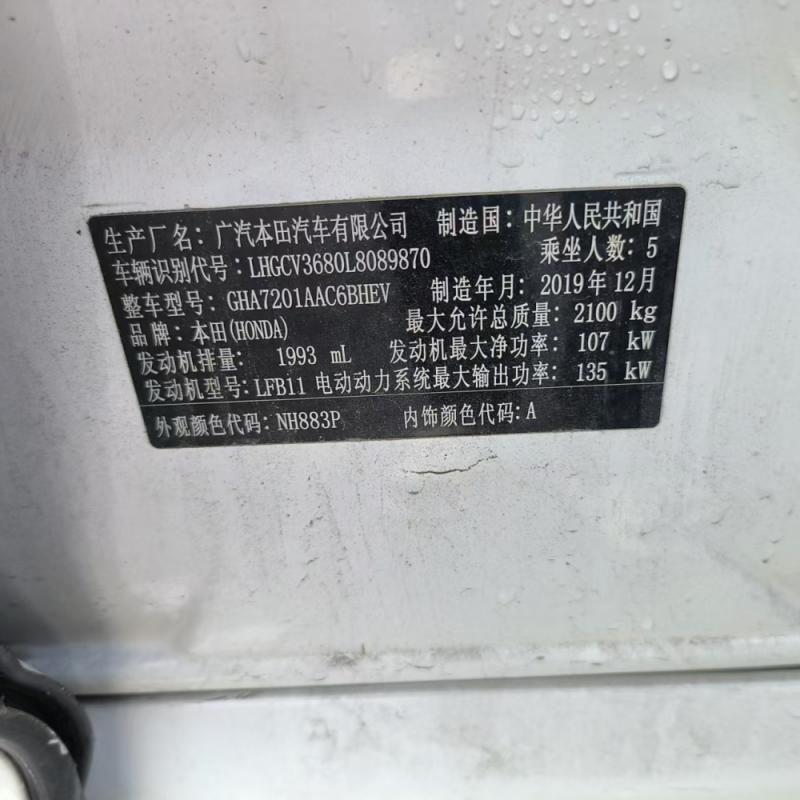 生产厂名：广汽本田汽车有限公司 制造国：中华人民共和国
车辆识别代号：LHGCV3680L8089870 乘坐人数：5
整车型号：GHA7201AAC6BHEV 制造年月：2019年12月
品牌：本田(HONDA) 最大允许总质量：2100 kg
发动机排量： 1993 mL 发动机最大净功率：107 kW
发动机型号：LFB11 电动动力系统最大输出功率：135 kW
外观颜色代码：NH883P 内饰颜色代码：A